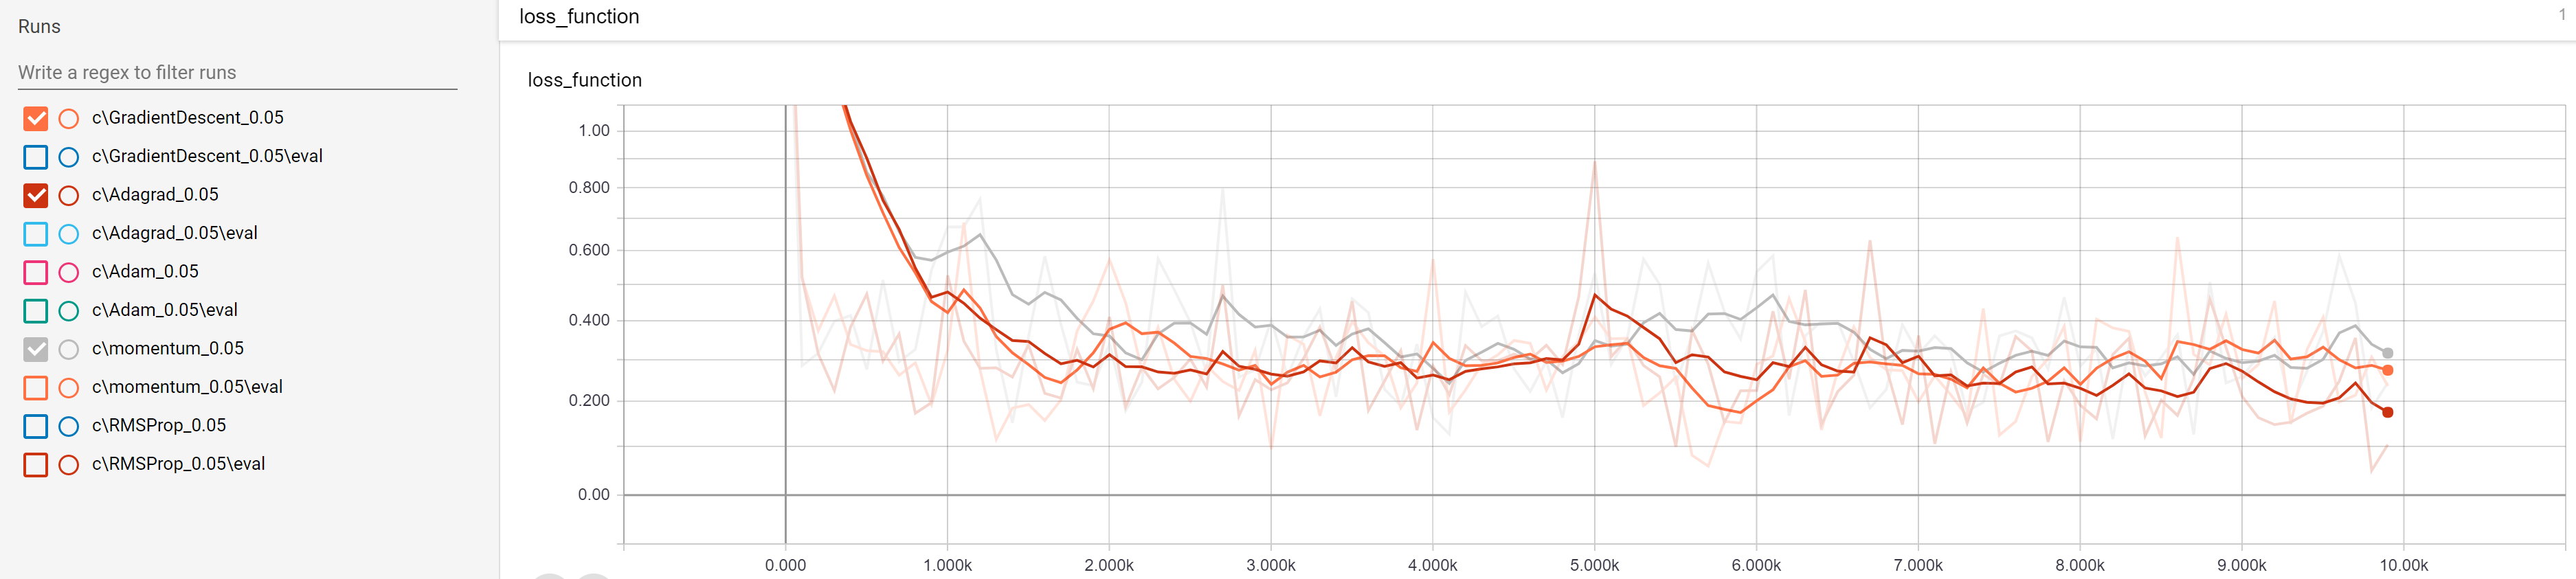 Runs
Write a regex to filter runs
c\GradientDescent_0.05
c\GradientDescent_0.05\eval
c\Adagrad_0.05
c\Adagrad_0.05\eval
c\Adam_0.05
c\Adam_0.05\eval
c\momentum_0.05
c\momentum_0.05\eval
c\RMSProp_0.05
c\RMSProp_0.05\eval
loss_function
1
loss_function
1.00
0.800
0.600
0.400
0.200
0.00
0.000 1.000k 2.000k 3.000k 4.000k 5.000k 6.000k 7.000k 8.000k 9.000k 10.00k